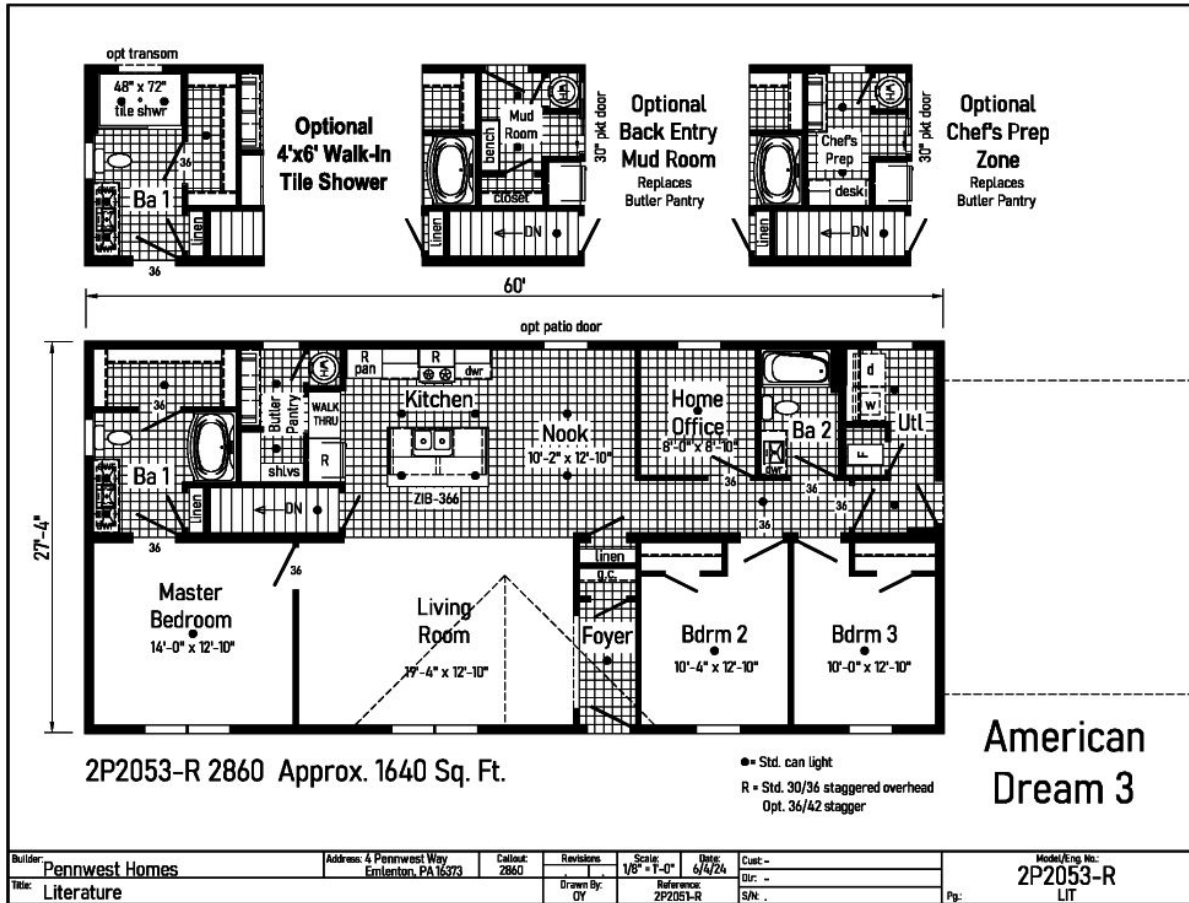 opt transom
48" x 72"
tile shwr
36
Ba 1
linen
36
Optional
4'x6' Walk-In
Tile Shower
Mud
Room
WH
bench
closet
linen
DN
30" pkt door
Optional
Back Entry
Mud Room
Replaces
Butler Pantry
Chef's
Prep
WH
desk
linen
DN
30" pkt door
Optional
Chef's Prep
Zone
Replaces
Butler Pantry
60'
opt patio door
27'-4"
36
Ba 1
linen
36
Butler
Pantry
shlvs
WH
WALK
THRU
R
DN
R
pan
R
dwr
Kitchen
ZIB-366
Nook
10'-2" x 12'-10"
Home
Office
8'-0" x 8'-10"
36
Ba 2
dwr
36
d
w
Utl
F
36
36
Master
Bedroom
14'-0" x 12'-10"
36
Living
Room
19'-4" x 12'-10"
linen
g.c.
Foyer
Bdrm 2
10'-4" x 12'-10"
Bdrm 3
10'-0" x 12'-10"
2P2053-R 2860 Approx. 1640 Sq. Ft.
●= Std. can light
R = Std. 30/36 staggered overhead
Opt. 36/42 stagger
American
Dream 3
Builder: Pennwest Homes
Address: 4 Pennwest Way
Emlenton, PA 16373
Callout:
2860
Revisions
Scale:
1/8" = 1'-0"
Date:
6/4/24
Cust: -
Dlr: -
S/N: .
Model/Eng. No.:
2P2053-R
Title: Literature
Drawn By:
OY
Reference:
2P2051-R
Pg.: LIT